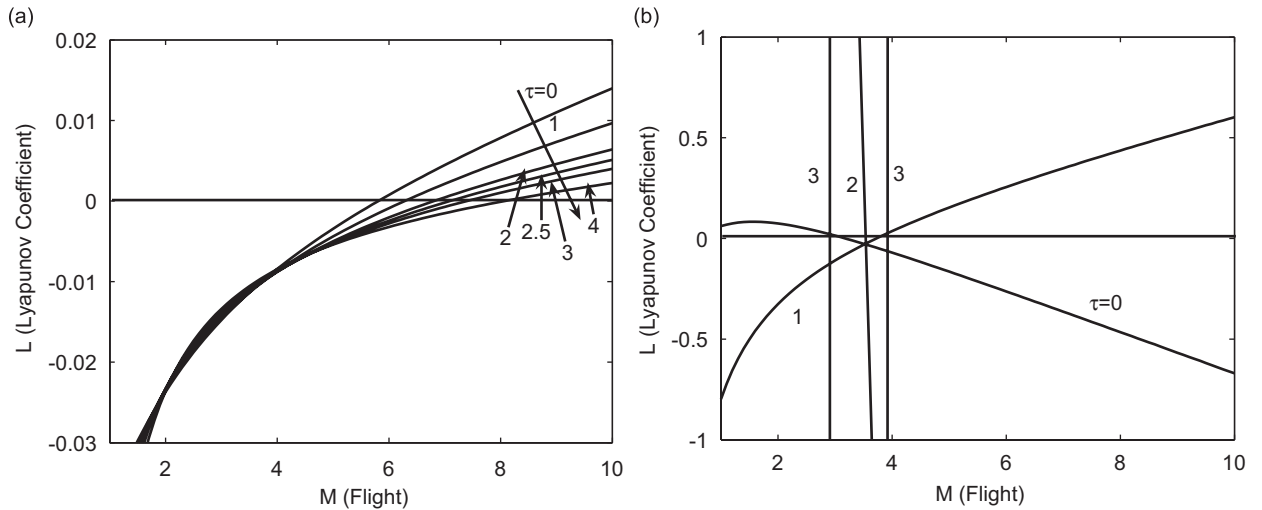 (a)
0.02
0.01
0
-0.01
-0.02
-0.03
L (Lyapunov Coefficient)
τ=0
1
2
2.5
3
4
2 4 6 8 10
M (Flight)
(b)
1
0.5
0
-0.5
-1
L (Lyapunov Coefficient)
3
2
3
1
τ=0
2 4 6 8 10
M (Flight)